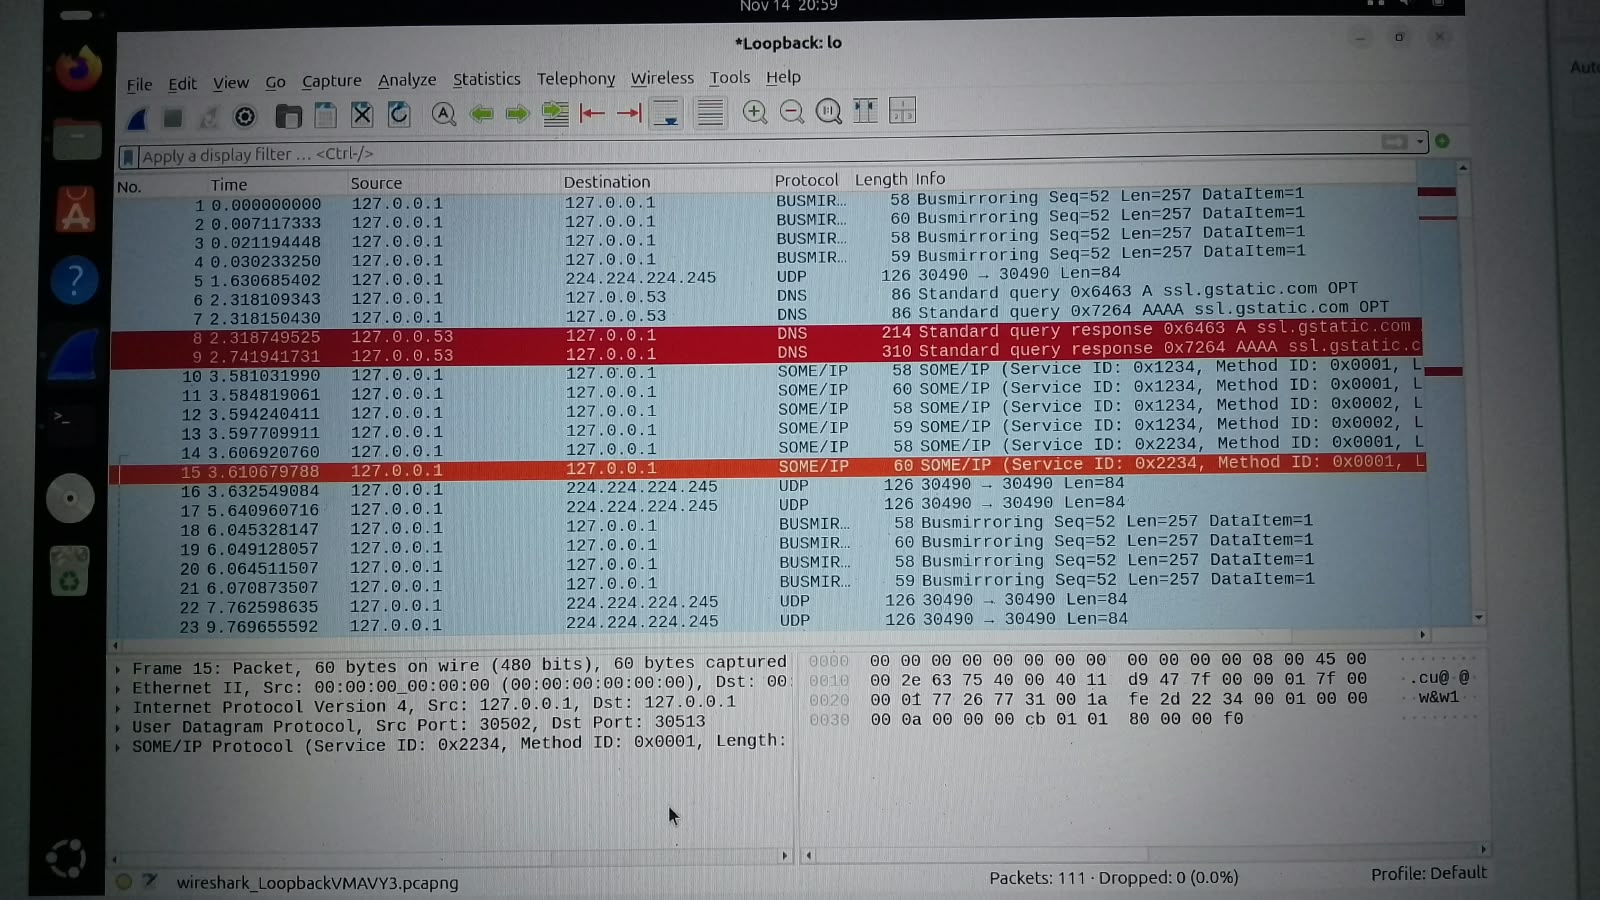 Nov 14 20:59
Auto
*Loopback: lo
File Edit View Go Capture Analyze Statistics Telephony Wireless Tools Help
Apply a display filter ... <Ctrl-/>
No. Time Source Destination Protocol Length Info
1 0.000000000 127.0.0.1 127.0.0.1 BUSMIR... 58 Busmirroring Seq=52 Len=257 DataItem=1
2 0.007117333 127.0.0.1 127.0.0.1 BUSMIR... 60 Busmirroring Seq=52 Len=257 DataItem=1
3 0.021194448 127.0.0.1 127.0.0.1 BUSMIR... 58 Busmirroring Seq=52 Len=257 DataItem=1
4 0.030233250 127.0.0.1 127.0.0.1 BUSMIR... 59 Busmirroring Seq=52 Len=257 DataItem=1
5 1.630685402 127.0.0.1 224.224.224.245 UDP 126 30490 → 30490 Len=84
6 2.318109343 127.0.0.1 127.0.0.53 DNS 86 Standard query 0x6463 A ssl.gstatic.com OPT
7 2.318150430 127.0.0.1 127.0.0.53 DNS 86 Standard query 0x7264 AAAA ssl.gstatic.com OPT
8 2.318749525 127.0.0.53 127.0.0.1 DNS 214 Standard query response 0x6463 A ssl.gstatic.com
9 2.741941731 127.0.0.53 127.0.0.1 DNS 310 Standard query response 0x7264 AAAA ssl.gstatic.c
10 3.581031990 127.0.0.1 127.0.0.1 SOME/IP 58 SOME/IP (Service ID: 0x1234, Method ID: 0x0001, L
11 3.584819061 127.0.0.1 127.0.0.1 SOME/IP 60 SOME/IP (Service ID: 0x1234, Method ID: 0x0001, L
12 3.594240411 127.0.0.1 127.0.0.1 SOME/IP 58 SOME/IP (Service ID: 0x1234, Method ID: 0x0002, L
13 3.597709911 127.0.0.1 127.0.0.1 SOME/IP 59 SOME/IP (Service ID: 0x1234, Method ID: 0x0002, L
14 3.606920760 127.0.0.1 127.0.0.1 SOME/IP 58 SOME/IP (Service ID: 0x2234, Method ID: 0x0001, L
15 3.610679788 127.0.0.1 127.0.0.1 SOME/IP 60 SOME/IP (Service ID: 0x2234, Method ID: 0x0001, L
16 3.632549084 127.0.0.1 224.224.224.245 UDP 126 30490 → 30490 Len=84
17 5.640960716 127.0.0.1 224.224.224.245 UDP 126 30490 → 30490 Len=84
18 6.045328147 127.0.0.1 127.0.0.1 BUSMIR... 58 Busmirroring Seq=52 Len=257 DataItem=1
19 6.049128057 127.0.0.1 127.0.0.1 BUSMIR... 60 Busmirroring Seq=52 Len=257 DataItem=1
20 6.064511507 127.0.0.1 127.0.0.1 BUSMIR... 58 Busmirroring Seq=52 Len=257 DataItem=1
21 6.070873507 127.0.0.1 127.0.0.1 BUSMIR... 59 Busmirroring Seq=52 Len=257 DataItem=1
22 7.762598635 127.0.0.1 224.224.224.245 UDP 126 30490 → 30490 Len=84
23 9.769655592 127.0.0.1 224.224.224.245 UDP 126 30490 → 30490 Len=84
Frame 15: Packet, 60 bytes on wire (480 bits), 60 bytes captured
Ethernet II, Src: 00:00:00_00:00:00 (00:00:00:00:00:00), Dst: 00:
Internet Protocol Version 4, Src: 127.0.0.1, Dst: 127.0.0.1
User Datagram Protocol, Src Port: 30502, Dst Port: 30513
SOME/IP Protocol (Service ID: 0x2234, Method ID: 0x0001, Length:
0000 00 00 00 00 00 00 00 00 00 00 00 00 08 00 45 00
0010 00 2e 63 75 40 00 40 11 d9 47 7f 00 00 01 7f 00 .cu@ @
0020 00 01 77 26 77 31 00 1a fe 2d 22 34 00 01 00 00 w&w1
0030 00 0a 00 00 00 cb 01 01 80 00 00 f0
wireshark_LoopbackVMAVY3.pcapng
Packets: 111 · Dropped: 0 (0.0%)
Profile: Default